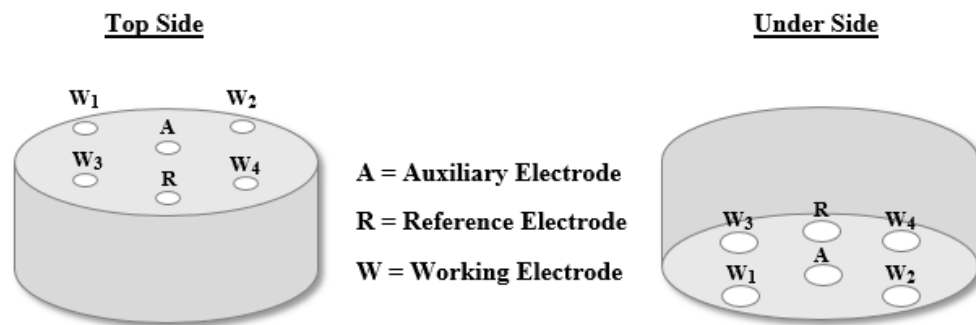 Top Side
W1 W2
A
W3 W4
R
A = Auxiliary Electrode
R = Reference Electrode
W = Working Electrode
Under Side
W3 R W4
A
W1 W2